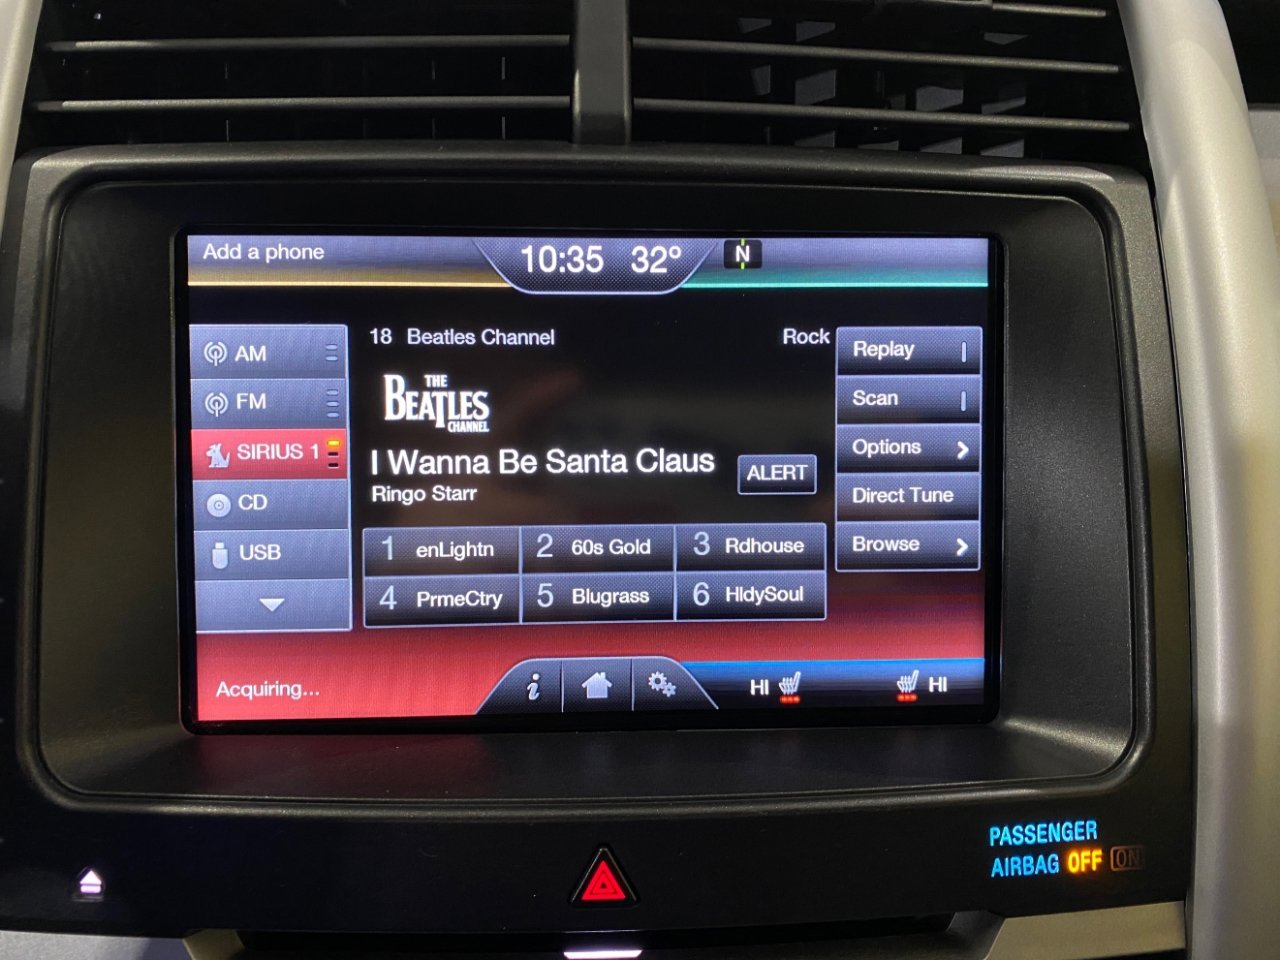 Add a phone
10:35 32° N
AM
FM
SIRIUS 1
CD
USB
18 Beatles Channel
Rock
THE
BEATLES
CHANNEL
I Wanna Be Santa Claus
Ringo Starr
ALERT
1 enLightn
2 60s Gold
3 Rdhouse
4 PrmeCtry
5 Blugrass
6 HldySoul
Replay
Scan
Options
Direct Tune
Browse
Acquiring...
i
HI
HI
PASSENGER
AIRBAG OFF ON